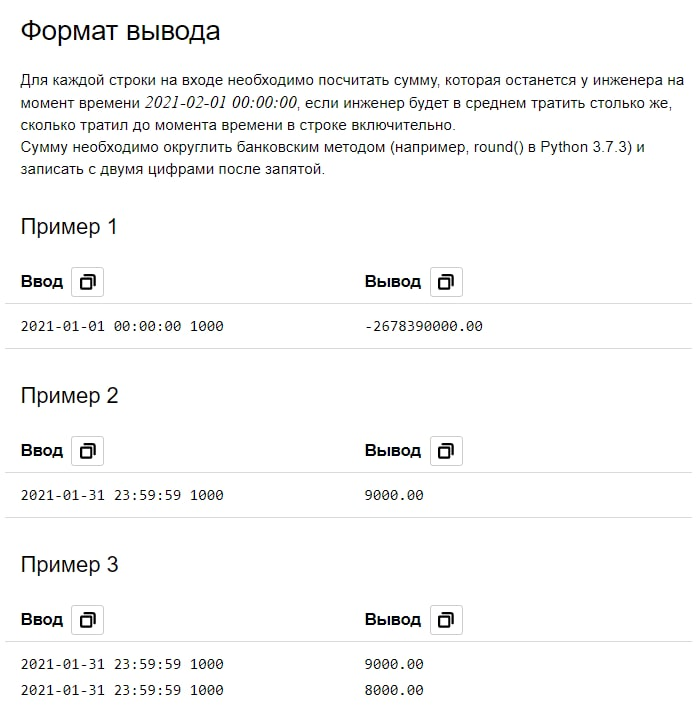 Формат вывода
Для каждой строки на входе необходимо посчитать сумму, которая останется у инженера на
момент времени 2021-02-01 00:00:00, если инженер будет в среднем тратить столько же,
сколько тратил до момента времени в строке включительно.
Сумму необходимо округлить банковским методом (например, round() в Python 3.7.3) и
записать с двумя цифрами после запятой.
Пример 1
Ввод Вывод
2021-01-01 00:00:00 1000 -2678390000.00
Пример 2
Ввод Вывод
2021-01-31 23:59:59 1000 9000.00
Пример 3
Ввод Вывод
2021-01-31 23:59:59 1000 9000.00
2021-01-31 23:59:59 1000 8000.00